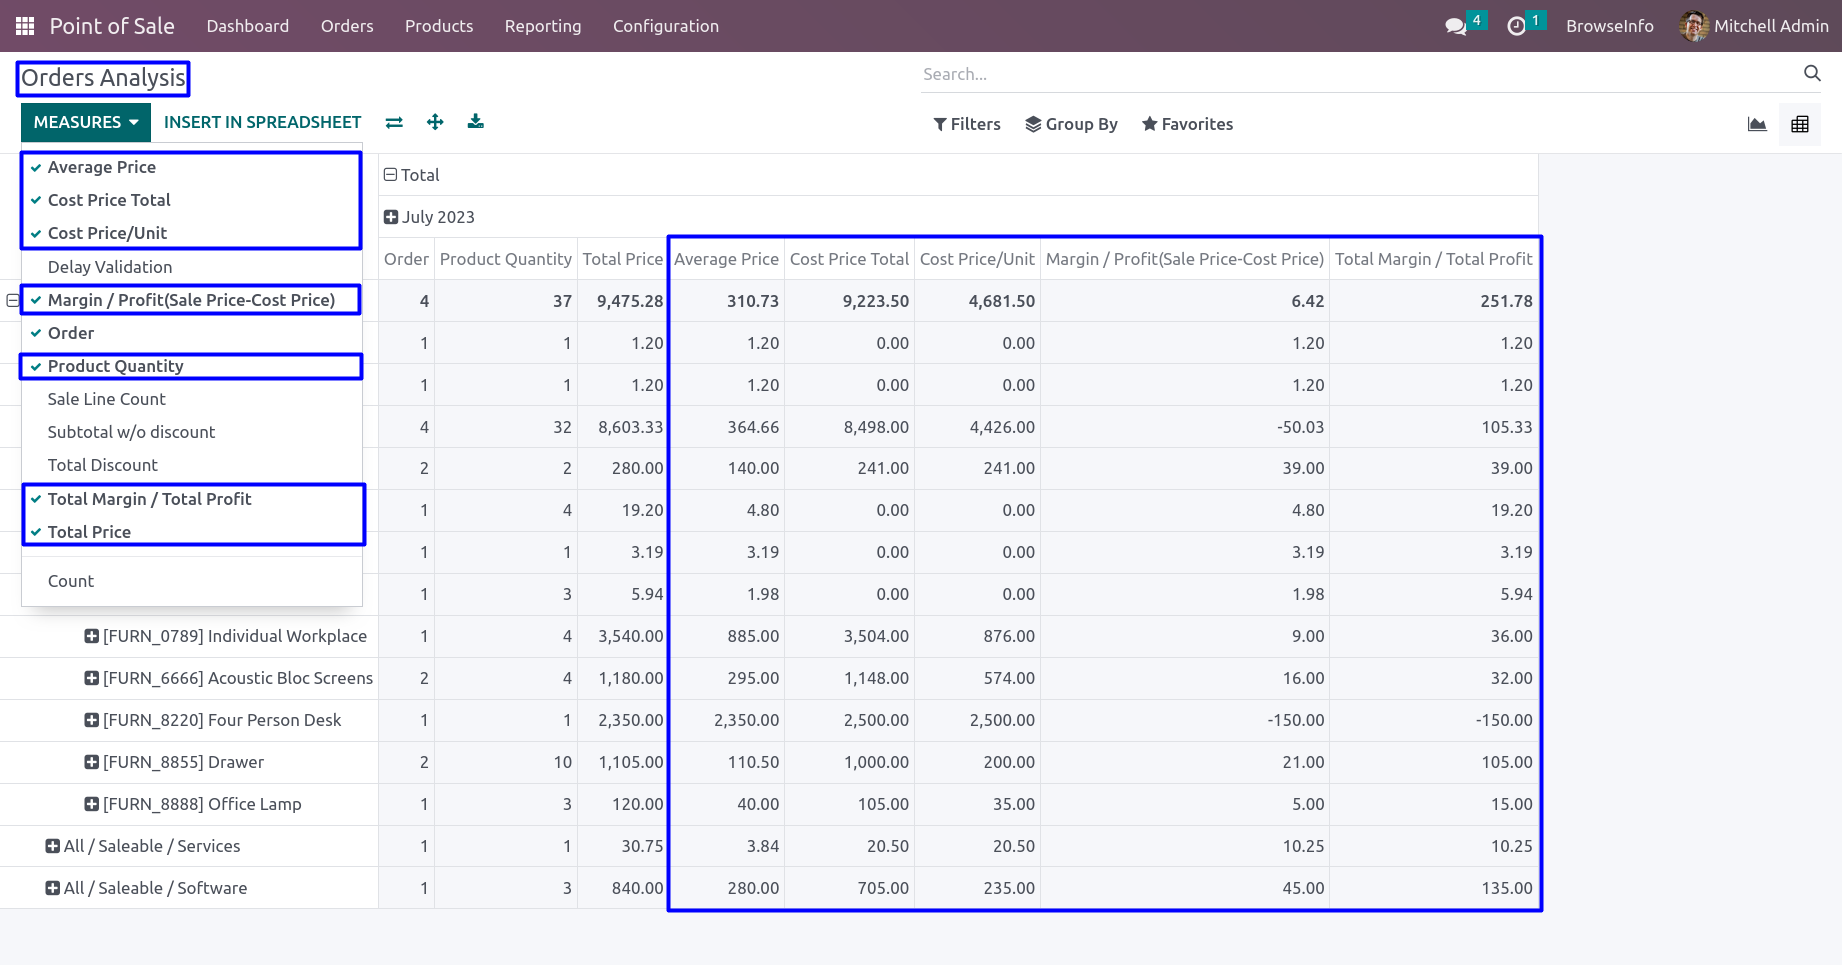 Point of Sale Dashboard Orders Products Reporting Configuration 4 1 BrowseInfo Mitchell Admin
Orders Analysis
Search...
MEASURES INSERT IN SPREADSHEET
Filters Group By Favorites
Average Price
Cost Price Total
Cost Price/Unit
Delay Validation
Margin / Profit(Sale Price-Cost Price)
Order
Product Quantity
Sale Line Count
Subtotal w/o discount
Total Discount
Total Margin / Total Profit
Total Price
Count
Total
July 2023
Order Product Quantity Total Price Average Price Cost Price Total Cost Price/Unit Margin / Profit(Sale Price-Cost Price) Total Margin / Total Profit
4 37 9,475.28 310.73 9,223.50 4,681.50 6.42 251.78
1 1 1.20 1.20 0.00 0.00 1.20 1.20
1 1 1.20 1.20 0.00 0.00 1.20 1.20
4 32 8,603.33 364.66 8,498.00 4,426.00 -50.03 105.33
2 2 280.00 140.00 241.00 241.00 39.00 39.00
1 4 19.20 4.80 0.00 0.00 4.80 19.20
1 1 3.19 3.19 0.00 0.00 3.19 3.19
1 3 5.94 1.98 0.00 0.00 1.98 5.94
[FURN_0789] Individual Workplace 1 4 3,540.00 885.00 3,504.00 876.00 9.00 36.00
[FURN_6666] Acoustic Bloc Screens 2 4 1,180.00 295.00 1,148.00 574.00 16.00 32.00
[FURN_8220] Four Person Desk 1 1 2,350.00 2,350.00 2,500.00 2,500.00 -150.00 -150.00
[FURN_8855] Drawer 2 10 1,105.00 110.50 1,000.00 200.00 21.00 105.00
[FURN_8888] Office Lamp 1 3 120.00 40.00 105.00 35.00 5.00 15.00
All / Saleable / Services 1 1 30.75 3.84 20.50 20.50 10.25 10.25
All / Saleable / Software 1 3 840.00 280.00 705.00 235.00 45.00 135.00